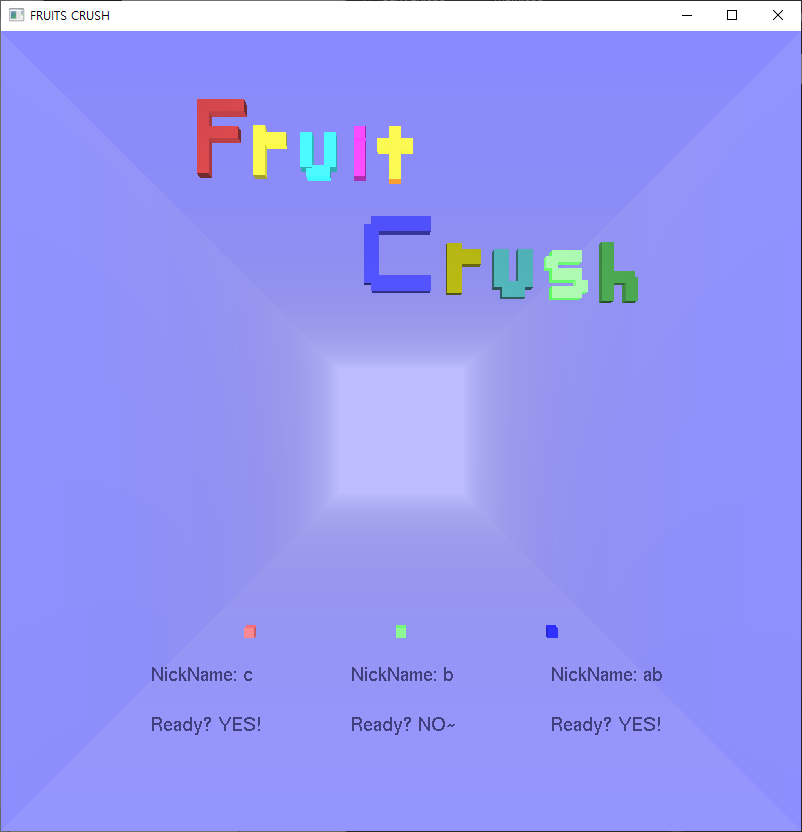 FRUITS CRUSH
Fruit
Crush
NickName: c NickName: b NickName: ab
Ready? YES! Ready? NO~ Ready? YES!